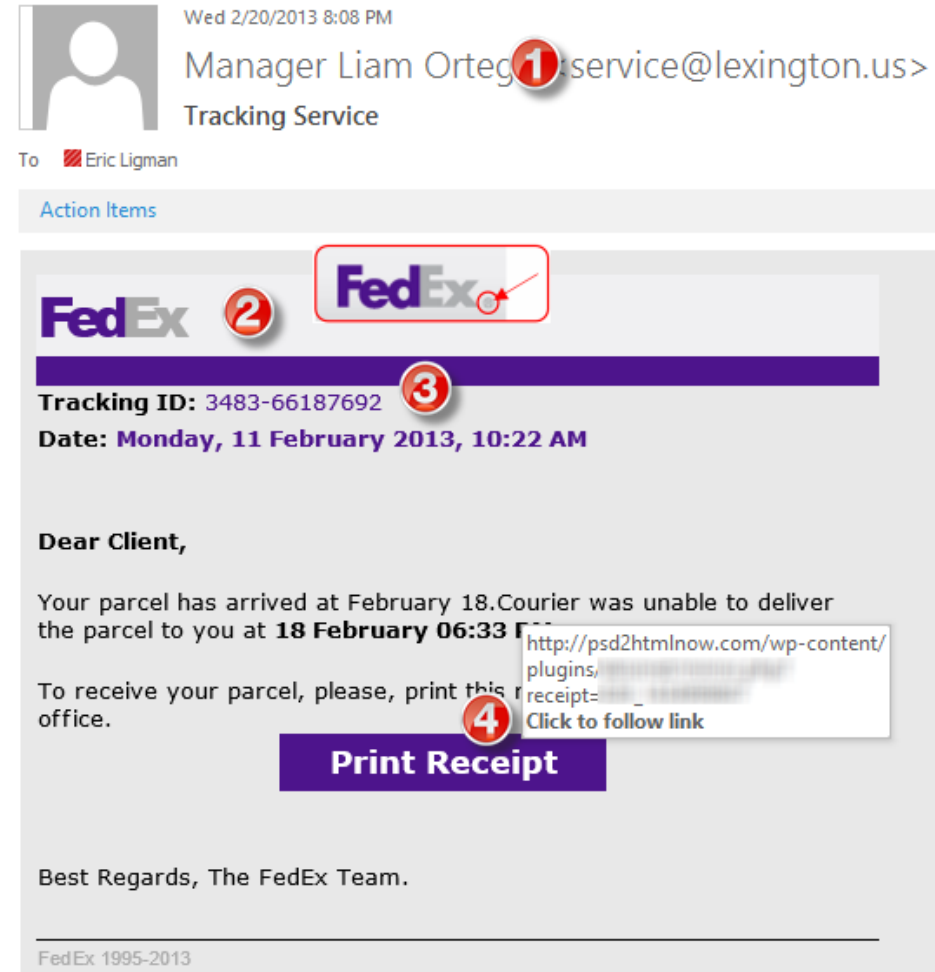 Wed 2/20/2013 8:08 PM
Manager Liam Orteg 1 service@lexington.us>
Tracking Service
To Eric Ligman
Action Items
FedEx 2 FedEx
3
Tracking ID: 3483-66187692
Date: Monday, 11 February 2013, 10:22 AM
Dear Client,
Your parcel has arrived at February 18.Courier was unable to deliver
the parcel to you at 18 February 06:33
http://psd2htmlnow.com/wp-content/
plugins/
receipt=
Click to follow link
To receive your parcel, please, print this
office.
4
Print Receipt
Best Regards, The FedEx Team.
FedEx 1995-2013